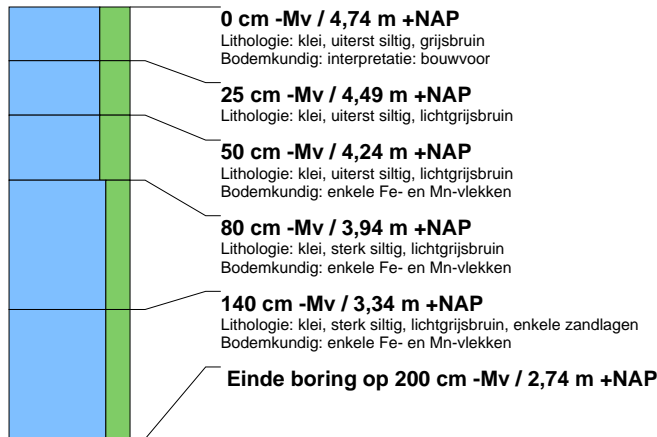 0 cm -Mv / 4,74 m +NAP
Lithologie: klei, uiterst siltig, grijsbruin
Bodemkundig: interpretatie: bouwvoor
25 cm -Mv / 4,49 m +NAP
Lithologie: klei, uiterst siltig, lichtgrijsbruin
50 cm -Mv / 4,24 m +NAP
Lithologie: klei, uiterst siltig, lichtgrijsbruin
Bodemkundig: enkele Fe- en Mn-vlekken
80 cm -Mv / 3,94 m +NAP
Lithologie: klei, sterk siltig, lichtgrijsbruin
Bodemkundig: enkele Fe- en Mn-vlekken
140 cm -Mv / 3,34 m +NAP
Lithologie: klei, sterk siltig, lichtgrijsbruin, enkele zandlagen
Bodemkundig: enkele Fe- en Mn-vlekken
Einde boring op 200 cm -Mv / 2,74 m +NAP